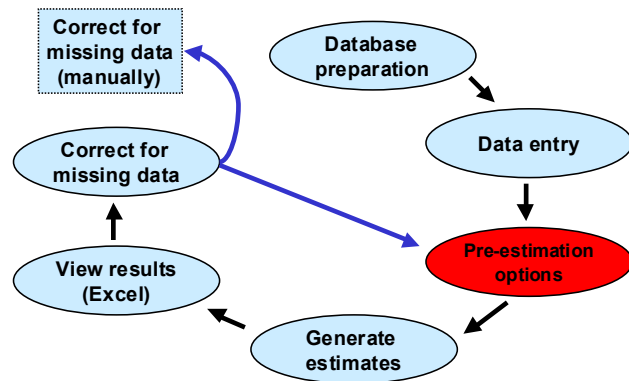 Correct for
missing data
(manually)
Database
preparation
Data entry
Correct for
missing data
Pre-estimation
options
View results
(Excel)
Generate
estimates